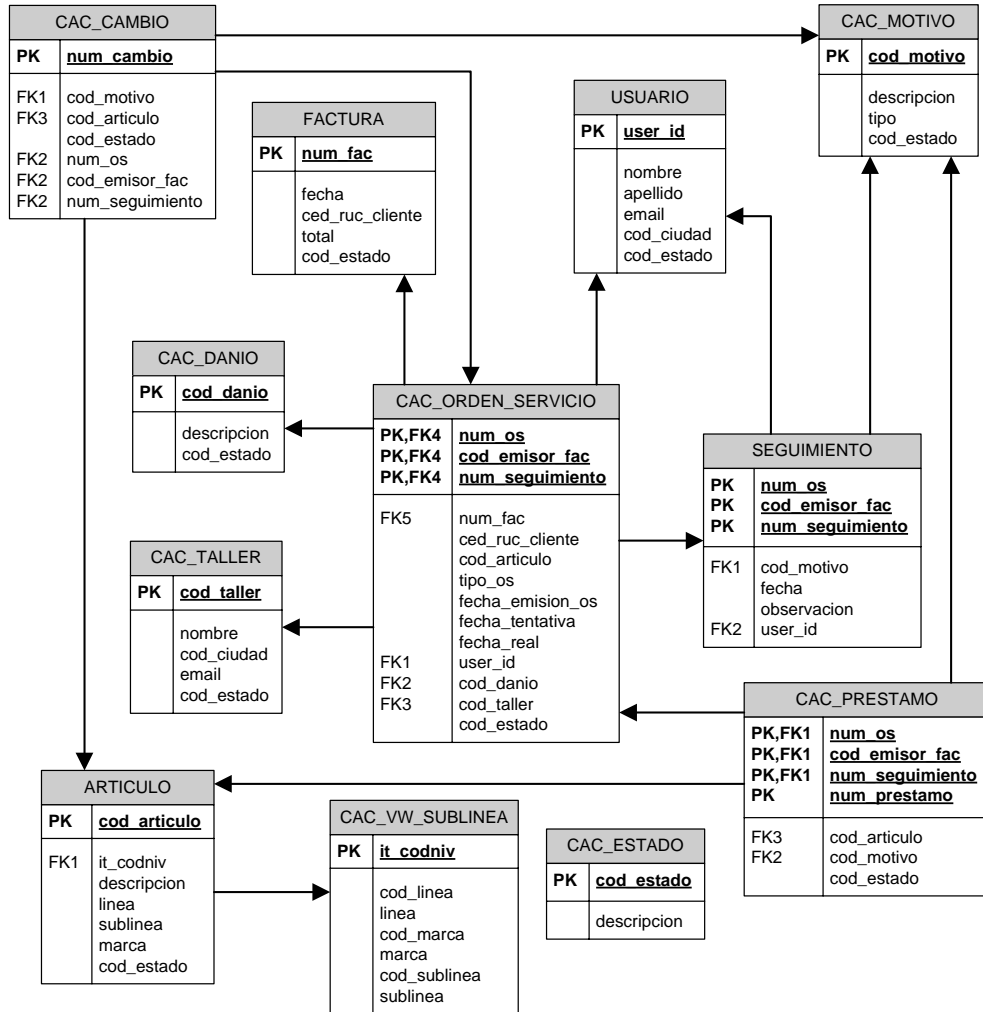 CAC_CAMBIO
PK num_cambio
FK1 cod_motivo
FK3 cod_articulo
cod_estado
FK2 num_os
FK2 cod_emisor_fac
FK2 num_seguimiento
CAC_MOTIVO
PK cod_motivo
descripcion
tipo
cod_estado
FACTURA
PK num_fac
fecha
ced_ruc_cliente
total
cod_estado
USUARIO
PK user_id
nombre
apellido
email
cod_ciudad
cod_estado
CAC_DANIO
PK cod_danio
descripcion
cod_estado
CAC_ORDEN_SERVICIO
PK,FK4 num_os
PK,FK4 cod_emisor_fac
PK,FK4 num_seguimiento
FK5 num_fac
ced_ruc_cliente
cod_articulo
tipo_os
fecha_emision_os
fecha_tentativa
fecha_real
FK1 user_id
FK2 cod_danio
FK3 cod_taller
cod_estado
SEGUIMIENTO
PK num_os
PK cod_emisor_fac
PK num_seguimiento
FK1 cod_motivo
fecha
observacion
FK2 user_id
CAC_TALLER
PK cod_taller
nombre
cod_ciudad
email
cod_estado
CAC_PRESTAMO
PK,FK1 num_os
PK,FK1 cod_emisor_fac
PK,FK1 num_seguimiento
PK num_prestamo
FK3 cod_articulo
FK2 cod_motivo
cod_estado
ARTICULO
PK cod_articulo
FK1 it_codniv
descripcion
linea
sublinea
marca
cod_estado
CAC_VW_SUBLINEA
PK it_codniv
cod_linea
linea
cod_marca
marca
cod_sublinea
sublinea
CAC_ESTADO
PK cod_estado
descripcion